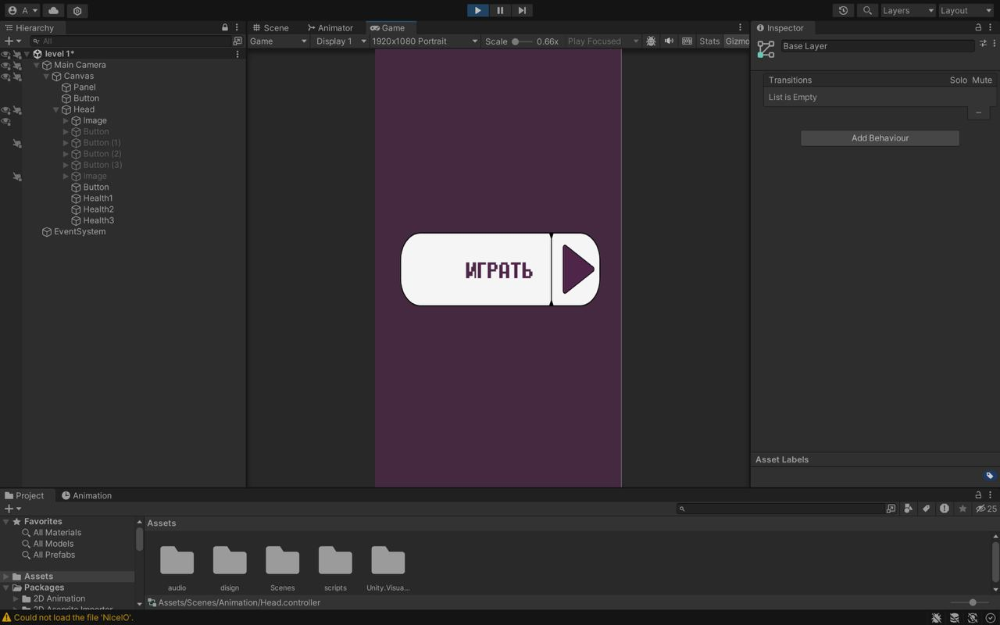 A
Layers
Layout
Hierarchy
Scene
Animator
Game
Inspector
All
Game
Display 1
1920x1080 Portrait
Scale
0.66x
Play Focused
Stats
Gizmo
Base Layer
level 1*
Main Camera
Canvas
Panel
Button
Head
Image
Button
Button (1)
Button (2)
Button (3)
Image
Button
Health1
Health2
Health3
EventSystem
ИГРАТЬ
Transitions
Solo
Mute
List is Empty
Add Behaviour
Asset Labels
Project
Animation
25
Favorites
All Materials
All Models
All Prefabs
Assets
Packages
2D Animation
2D Aseprite Importer
Assets
audio
disign
Scenes
scripts
Unity.Visua...
Assets/Scenes/Animation/Head.controller
Could not load the file 'NiceIO'.